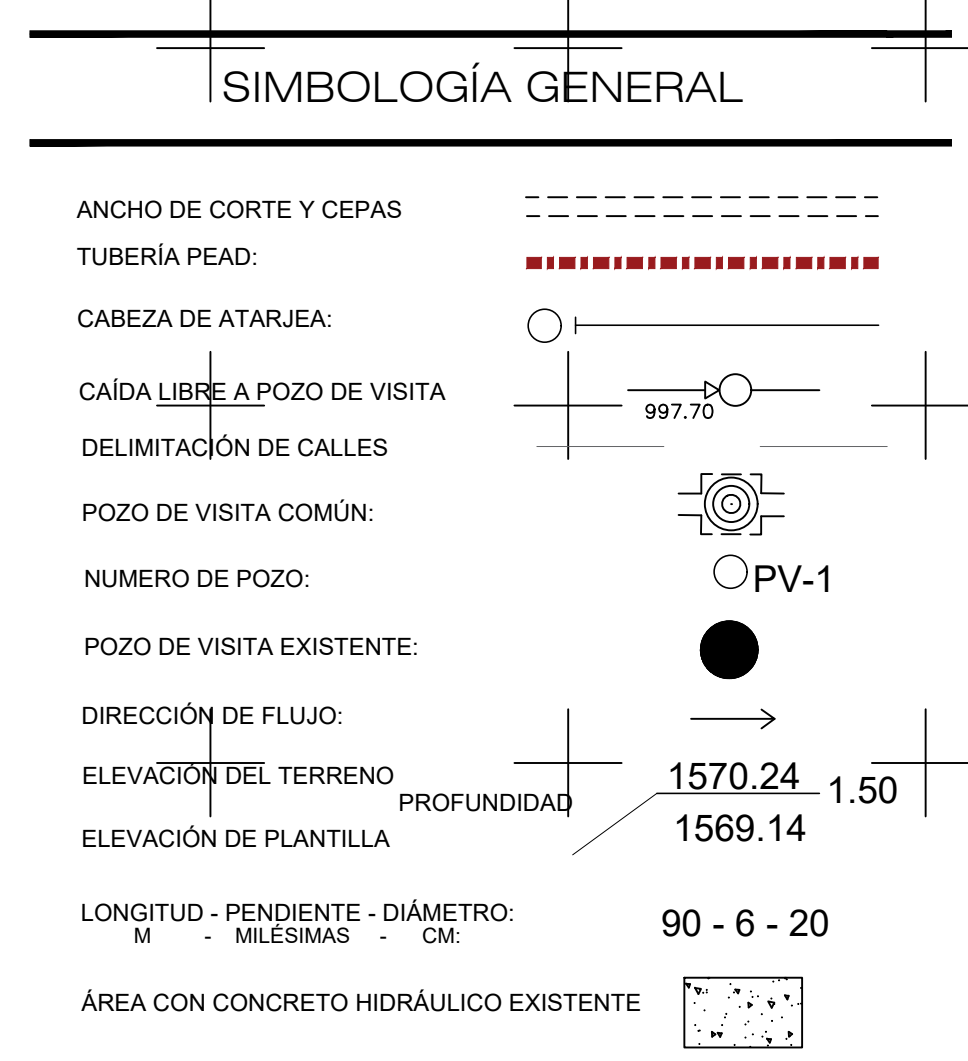 SIMBOLOGÍA GENERAL
ANCHO DE CORTE Y CEPAS
TUBERÍA PEAD:
CABEZA DE ATARJEA:
CAÍDA LIBRE A POZO DE VISITA
997.70
DELIMITACIÓN DE CALLES
POZO DE VISITA COMÚN:
NUMERO DE POZO:
PV-1
POZO DE VISITA EXISTENTE:
DIRECCIÓN DE FLUJO:
ELEVACIÓN DEL TERRENO
1570.24
PROFUNDIDAD
1.50
ELEVACIÓN DE PLANTILLA
1569.14
LONGITUD - PENDIENTE - DIÁMETRO:
M - MILÉSIMAS - CM:
90 - 6 - 20
ÁREA CON CONCRETO HIDRÁULICO EXISTENTE